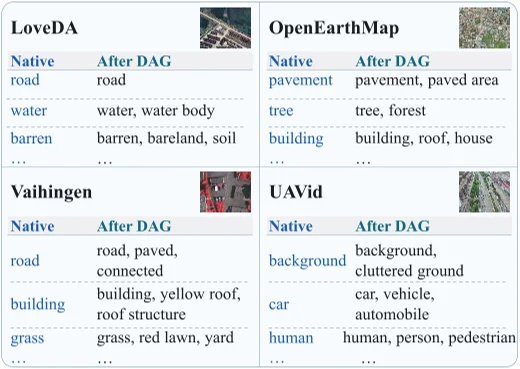 LoveDA
Native After DAG
road road
water water, water body
barren barren, bareland, soil
... ...
OpenEarthMap
Native After DAG
pavement pavement, paved area
tree tree, forest
building building, roof, house
... ...
Vaihingen
Native After DAG
road road, paved,
connected
building building, yellow roof,
roof structure
grass grass, red lawn, yard
... ...
UAVid
Native After DAG
background background,
cluttered ground
car car, vehicle,
automobile
human human, person, pedestrian
... ...